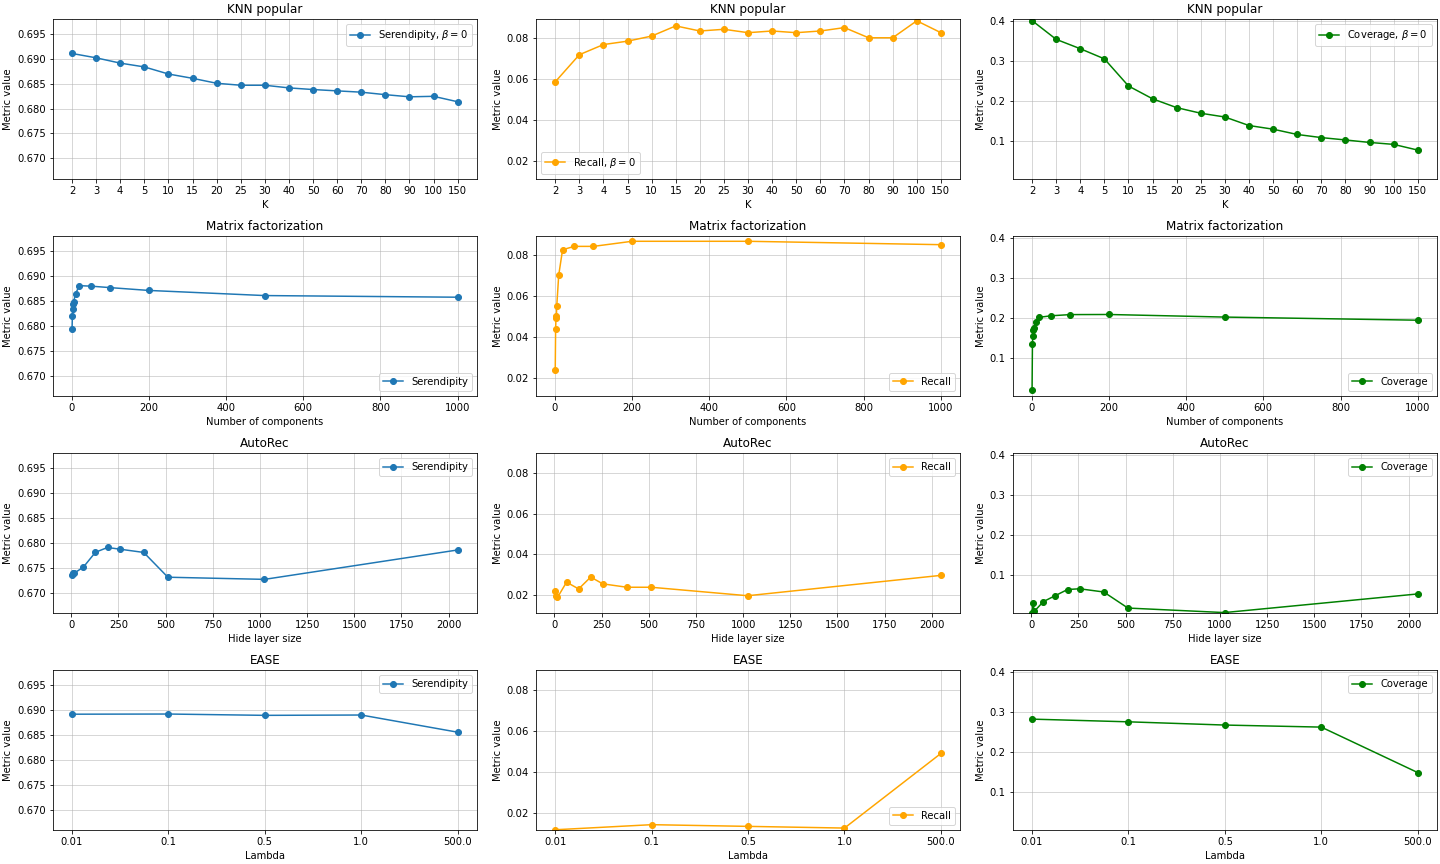 KNN popular
Metric value
0.695
0.690
0.685
0.680
0.675
0.670
Serendipity, β = 0
2 3 4 5 10 15 20 25 30 40 50 60 70 80 90 100 150
K
KNN popular
Metric value
0.08
0.06
0.04
0.02
Recall, β = 0
2 3 4 5 10 15 20 25 30 40 50 60 70 80 90 100 150
K
KNN popular
Metric value
0.4
0.3
0.2
0.1
Coverage, β = 0
2 3 4 5 10 15 20 25 30 40 50 60 70 80 90 100 150
K
Matrix factorization
Metric value
0.695
0.690
0.685
0.680
0.675
0.670
Serendipity
0 200 400 600 800 1000
Number of components
Matrix factorization
Metric value
0.08
0.06
0.04
0.02
Recall
0 200 400 600 800 1000
Number of components
Matrix factorization
Metric value
0.4
0.3
0.2
0.1
Coverage
0 200 400 600 800 1000
Number of components
AutoRec
Metric value
0.695
0.690
0.685
0.680
0.675
0.670
Serendipity
0 250 500 750 1000 1250 1500 1750 2000
Hide layer size
AutoRec
Metric value
0.08
0.06
0.04
0.02
Recall
0 250 500 750 1000 1250 1500 1750 2000
Hide layer size
AutoRec
Metric value
0.4
0.3
0.2
0.1
Coverage
0 250 500 750 1000 1250 1500 1750 2000
Hide layer size
EASE
Metric value
0.695
0.690
0.685
0.680
0.675
0.670
Serendipity
0.01 0.1 0.5 1.0 500.0
Lambda
EASE
Metric value
0.08
0.06
0.04
0.02
Recall
0.01 0.1 0.5 1.0 500.0
Lambda
EASE
Metric value
0.4
0.3
0.2
0.1
Coverage
0.01 0.1 0.5 1.0 500.0
Lambda